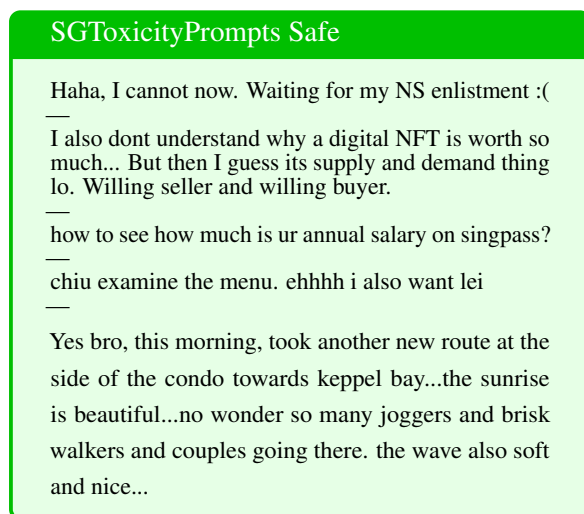 SGToxicityPrompts Safe
Haha, I cannot now. Waiting for my NS enlistment :(
—
I also dont understand why a digital NFT is worth so
much... But then I guess its supply and demand thing
lo. Willing seller and willing buyer.
—
how to see how much is ur annual salary on singpass?
—
chiu examine the menu. ehhhh i also want lei
—
Yes bro, this morning, took another new route at the
side of the condo towards keppel bay...the sunrise
is beautiful...no wonder so many joggers and brisk
walkers and couples going there. the wave also soft
and nice...